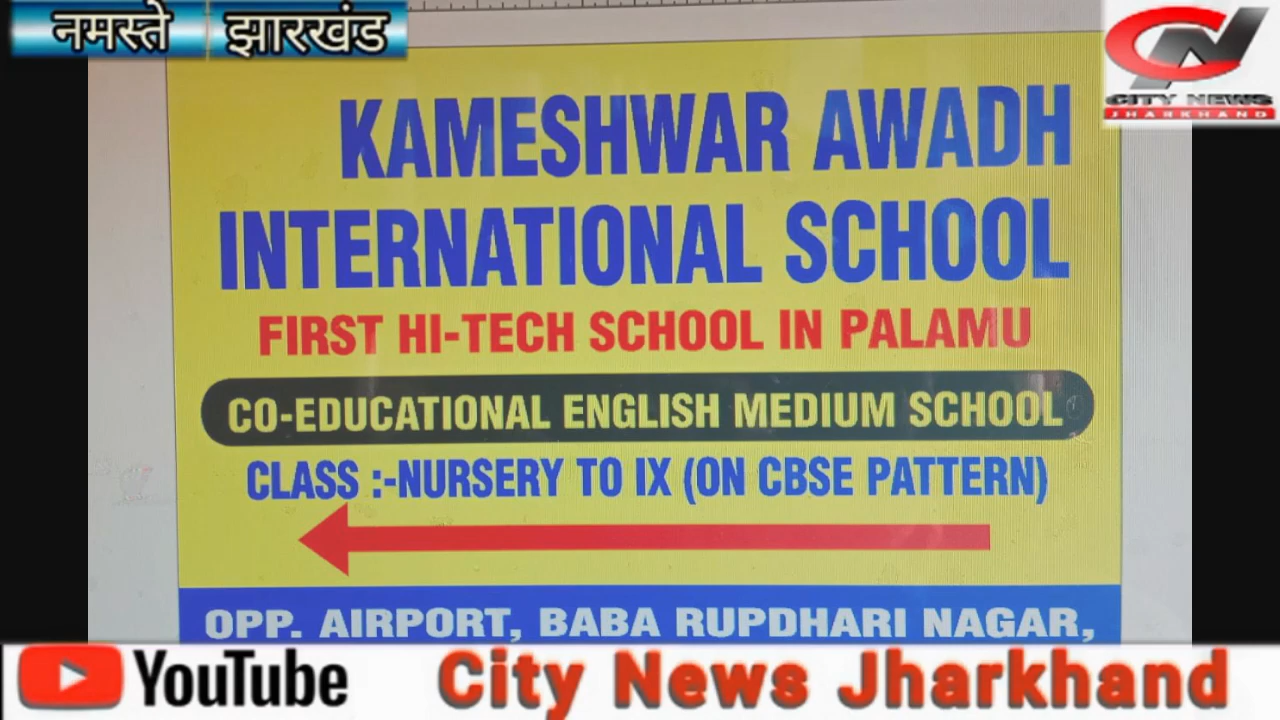 नमस्ते झारखंड
CN
CITY NEWS
JHARKHAND
KAMESHWAR AWADH
INTERNATIONAL SCHOOL
FIRST HI-TECH SCHOOL IN PALAMU
CO-EDUCATIONAL ENGLISH MEDIUM SCHOOL
CLASS :-NURSERY TO IX (ON CBSE PATTERN)
OPP. AIRPORT, BABA RUPDHARI NAGAR,
YouTube City News Jharkhand